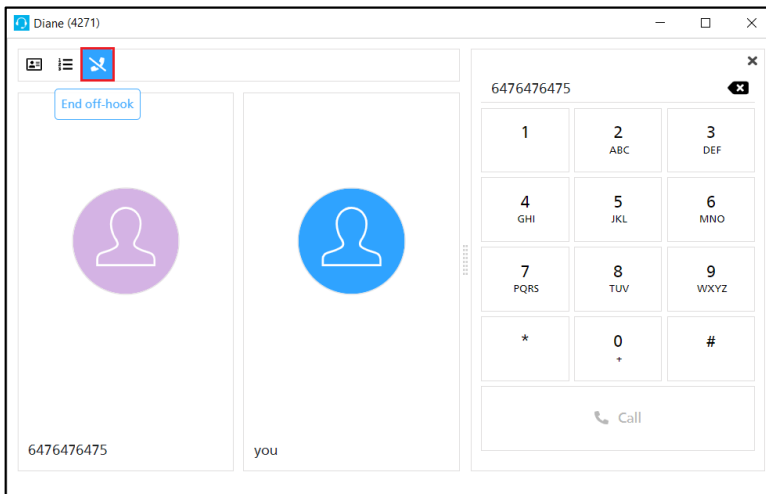 Diane (4271)
End off-hook
6476476475
you
6476476475
1
2
ABC
3
DEF
4
GHI
5
JKL
6
MNO
7
PQRS
8
TUV
9
WXYZ
*
0
+
#
Call